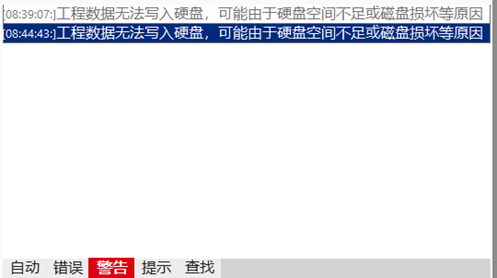 [08:39:07:]工程数据无法写入硬盘，可能由于硬盘空间不足或磁盘损坏等原因
[08:44:43:]工程数据无法写入硬盘，可能由于硬盘空间不足或磁盘损坏等原因
自动 错误 警告 提示 查找